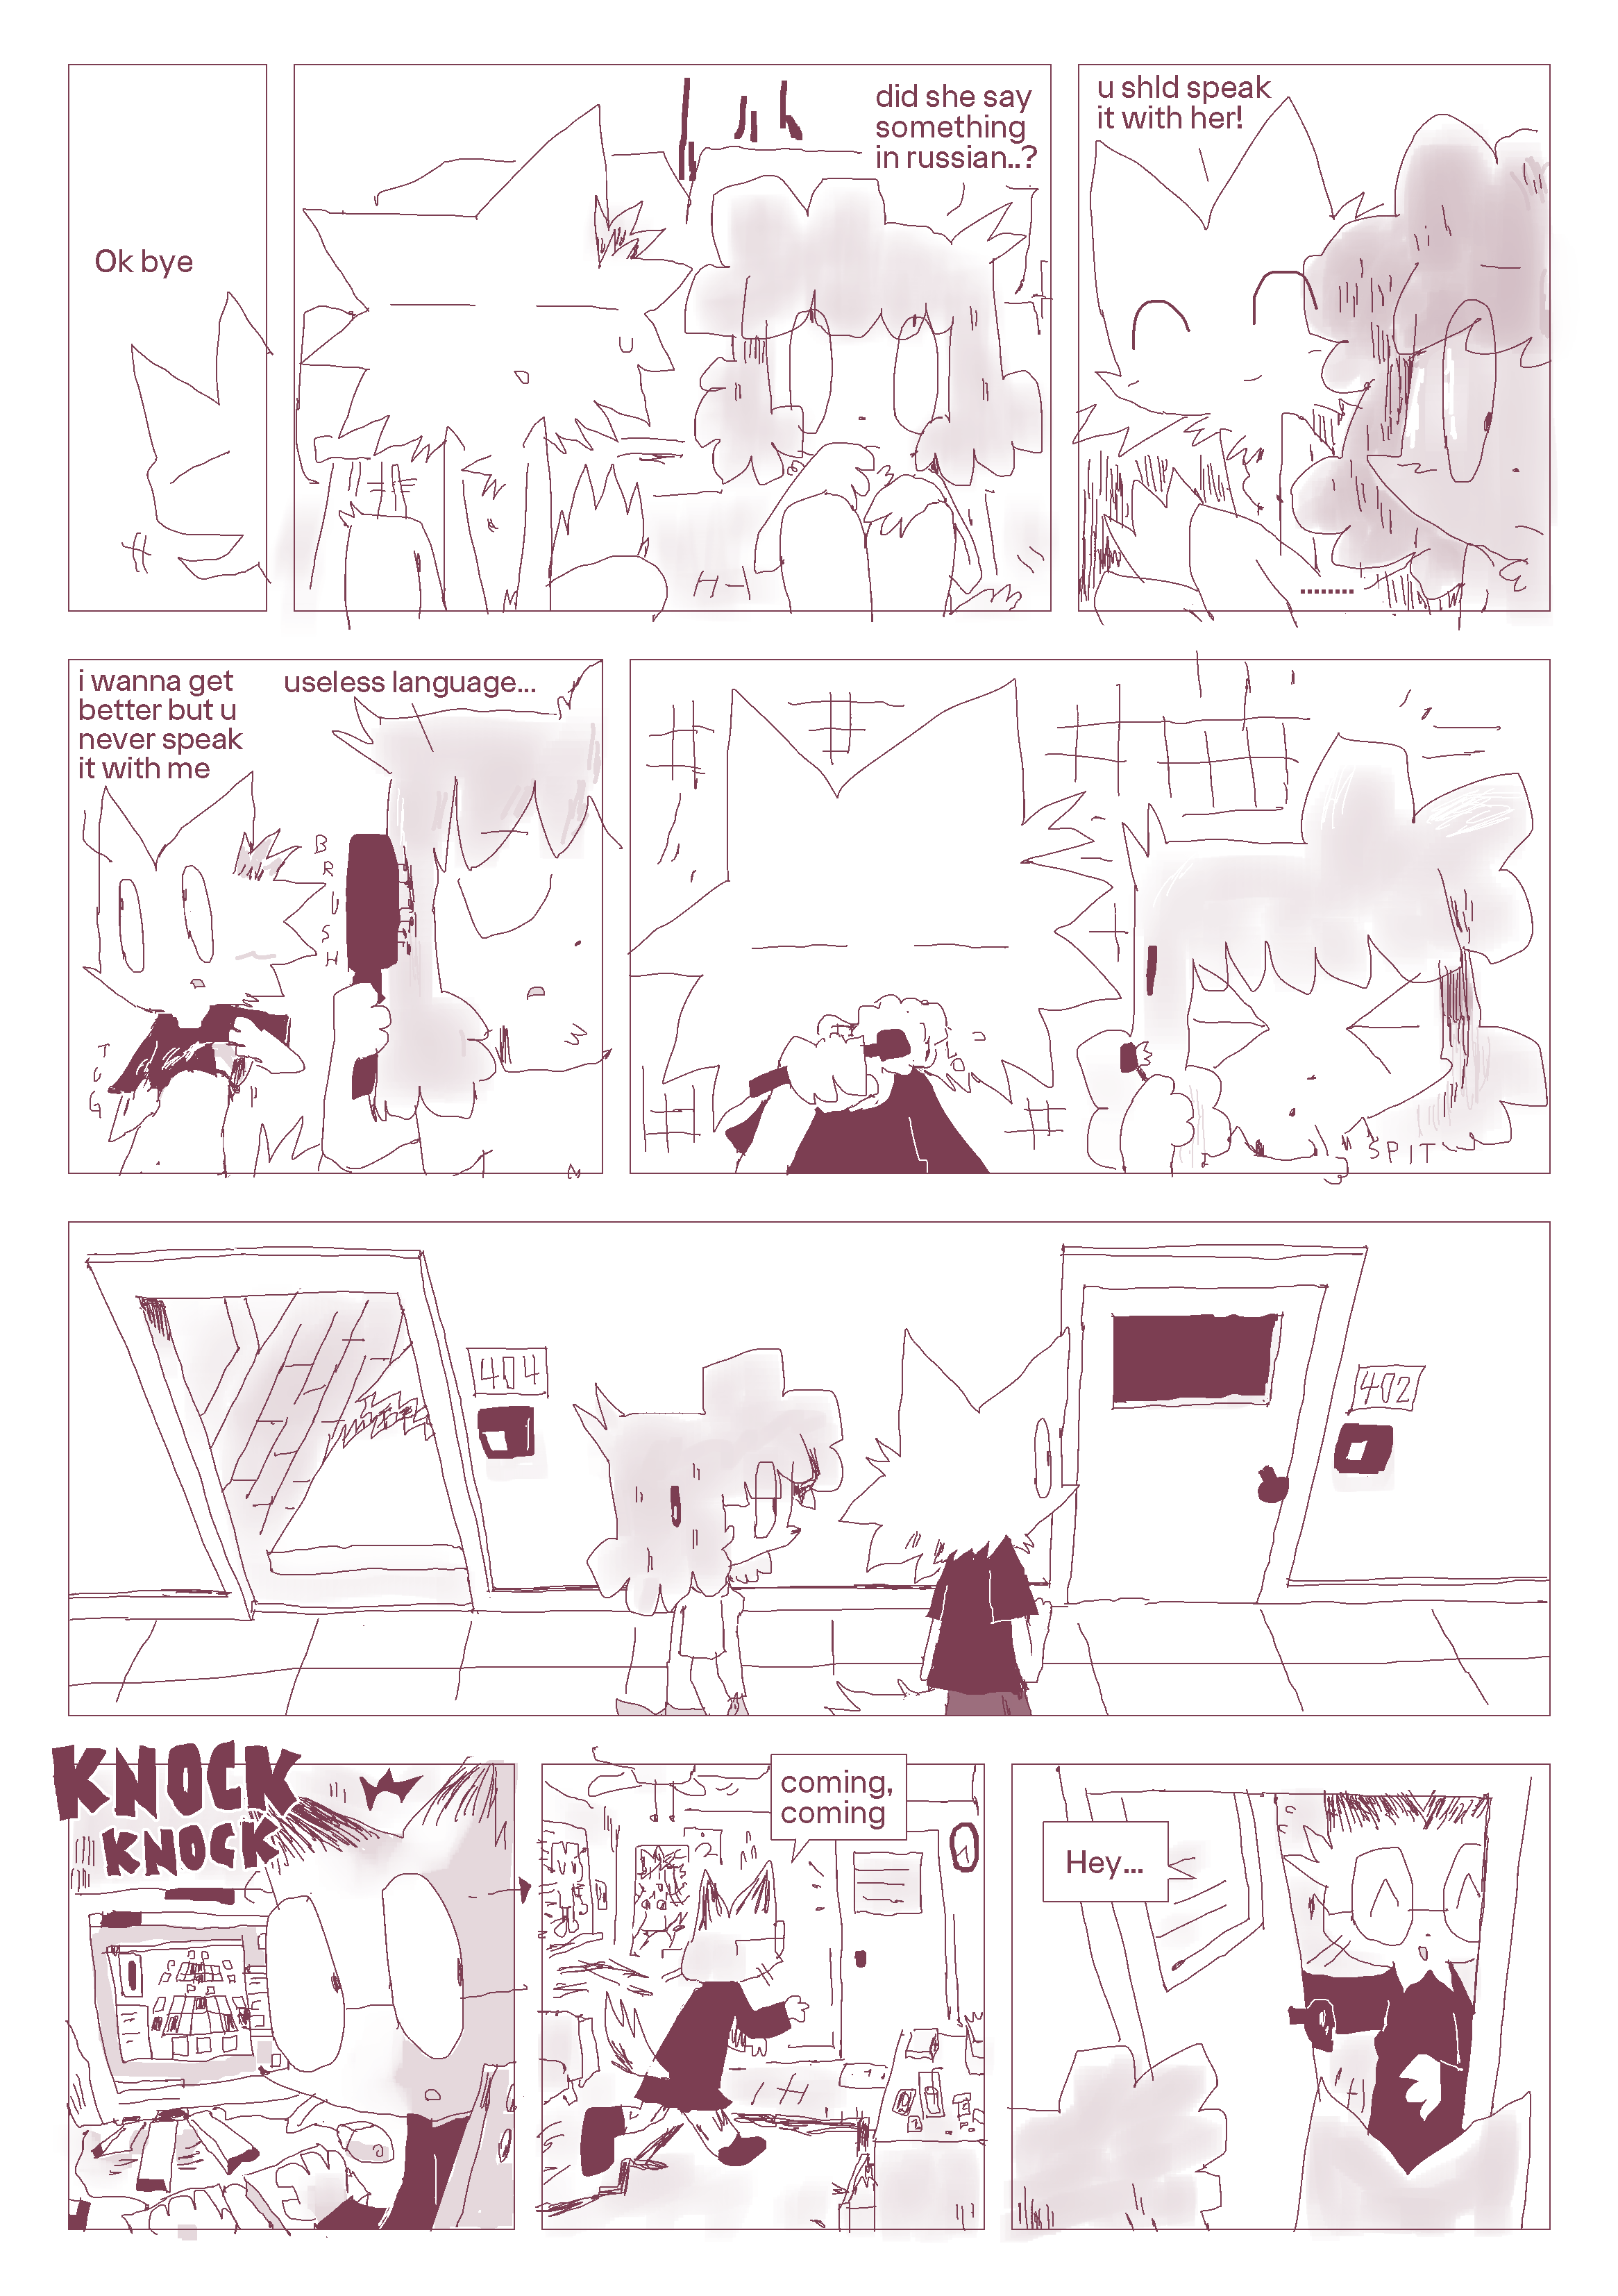 Ok bye
did she say
something
in russian..?
u shld speak
it with her!
........
i wanna get
better but u
never speak
it with me
useless language...
BRUSH
TUG
SPIT
404
402
KNOCK
KNOCK
coming,
coming
Hey...